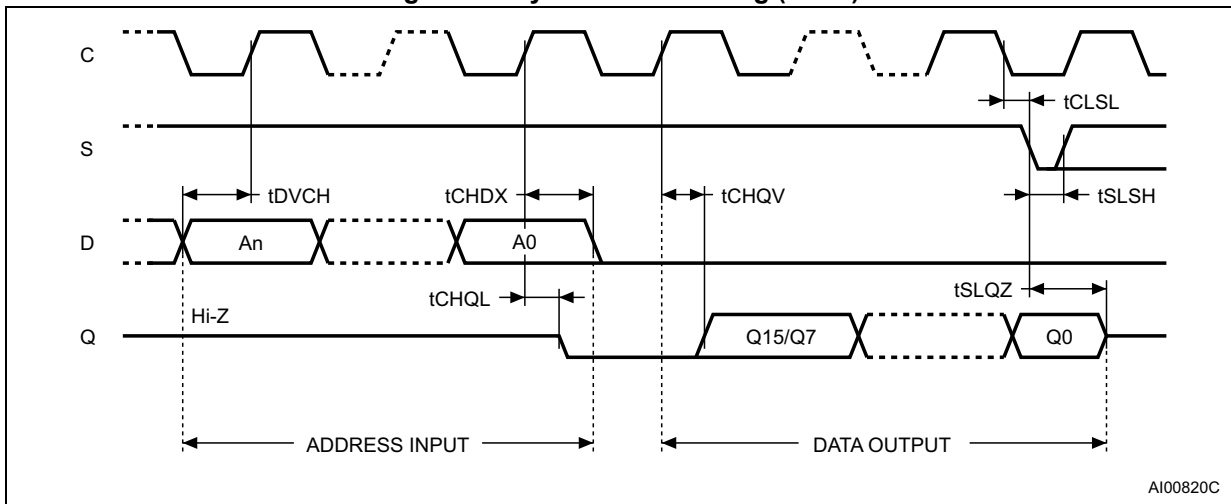 C
tCLSL
S
tDVCH
tCHDX
tCHQV
tSLSH
D
An
A0
tCHQL
tSLQZ
Hi-Z
Q
Q15/Q7
Q0
ADDRESS INPUT
DATA OUTPUT
AI00820C